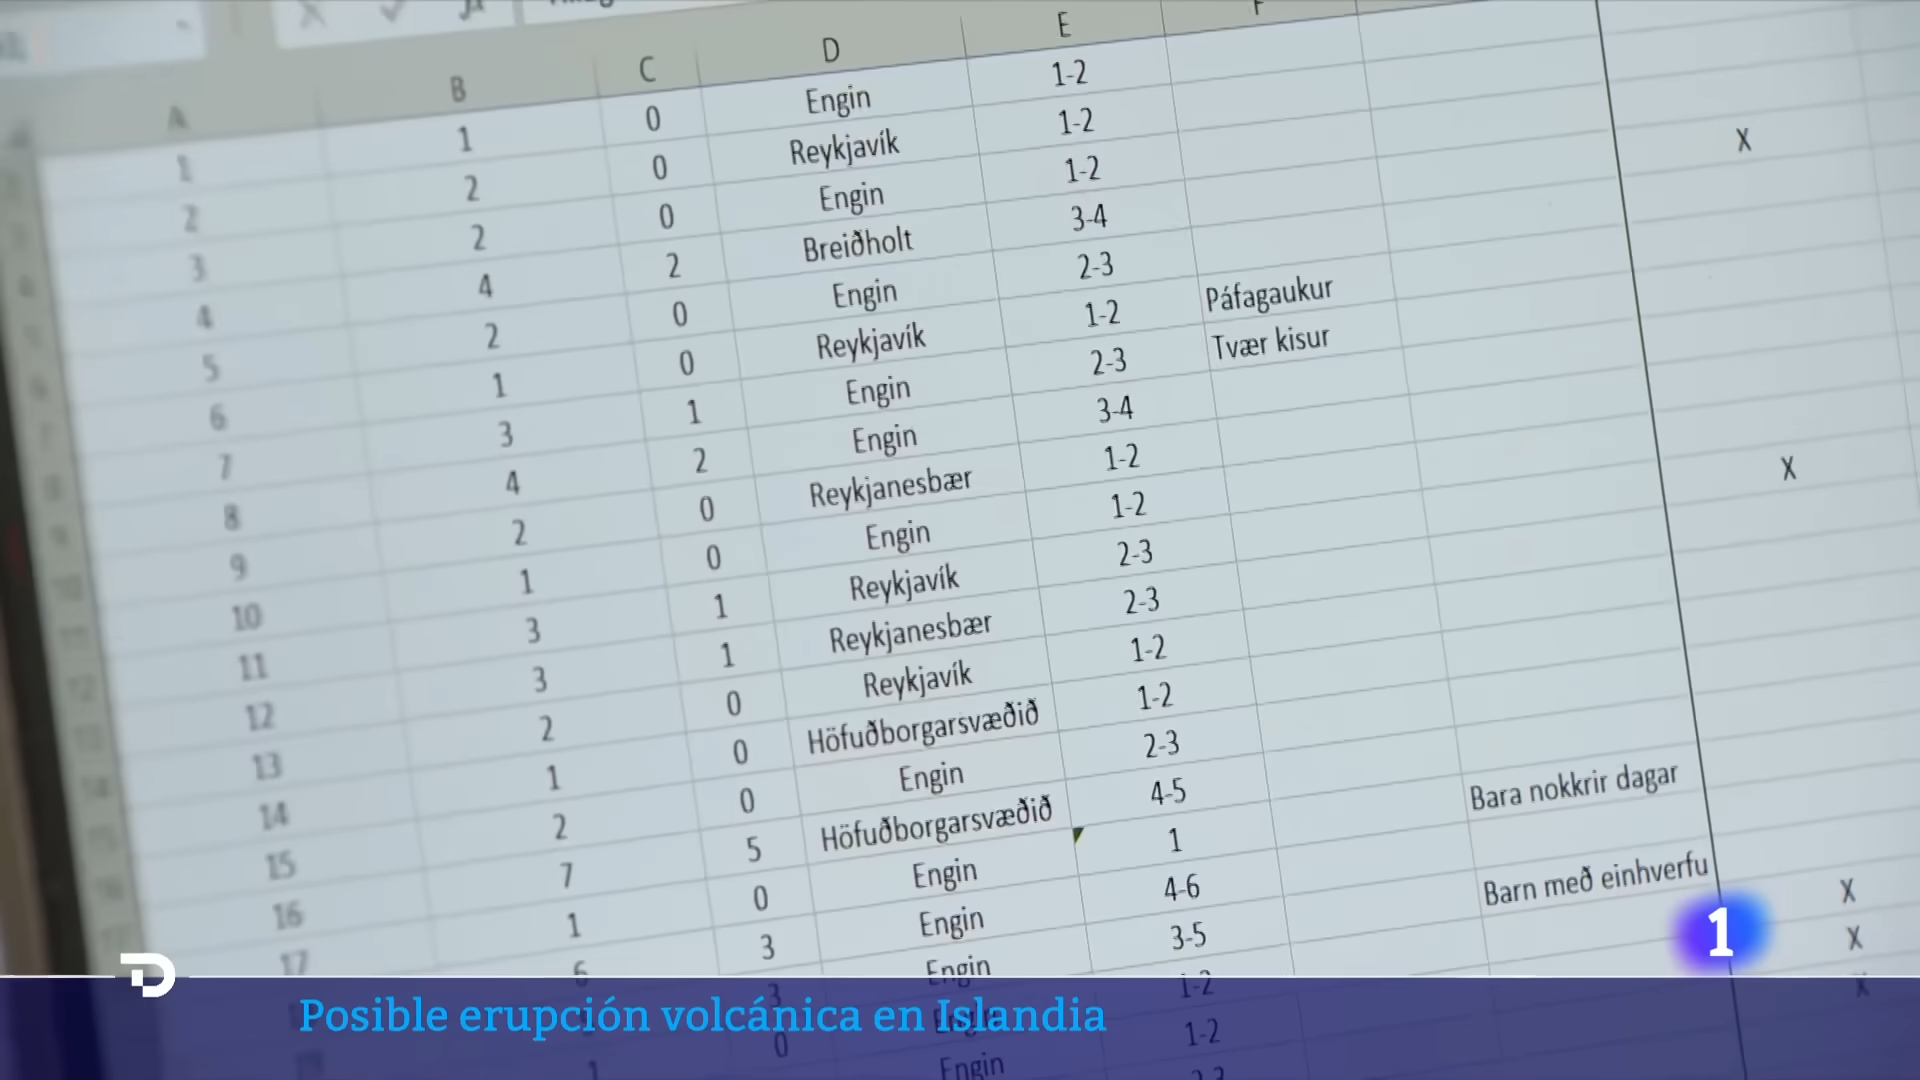 A B C D E F
1 1 0 Engin 1-2
2 2 0 Reykjavík 1-2
3 2 0 Engin 1-2
4 4 2 Breiðholt 3-4 X
5 2 0 Engin 2-3
6 1 0 Reykjavík 1-2 Páfagaukur
7 3 1 Engin 2-3 Tvær kisur
8 4 2 Engin 3-4
9 2 0 Reykjanesbær 1-2
10 1 0 Engin 1-2
11 3 1 Reykjavík 2-3 X
12 3 1 Reykjanesbær 2-3
13 2 0 Reykjavík 1-2
14 1 0 Höfuðborgarsvæðið 1-2
15 2 0 Engin 2-3
16 7 5 Höfuðborgarsvæðið 4-5
17 1 0 Engin 1 Bara nokkrir dagar
6 3 Engin 4-6
3 Engin 3-5 Barn með einhverfu
0 Engin 1-2 X
1 Engin 1-2 X
X
1
Posible erupción volcánica en Islandia